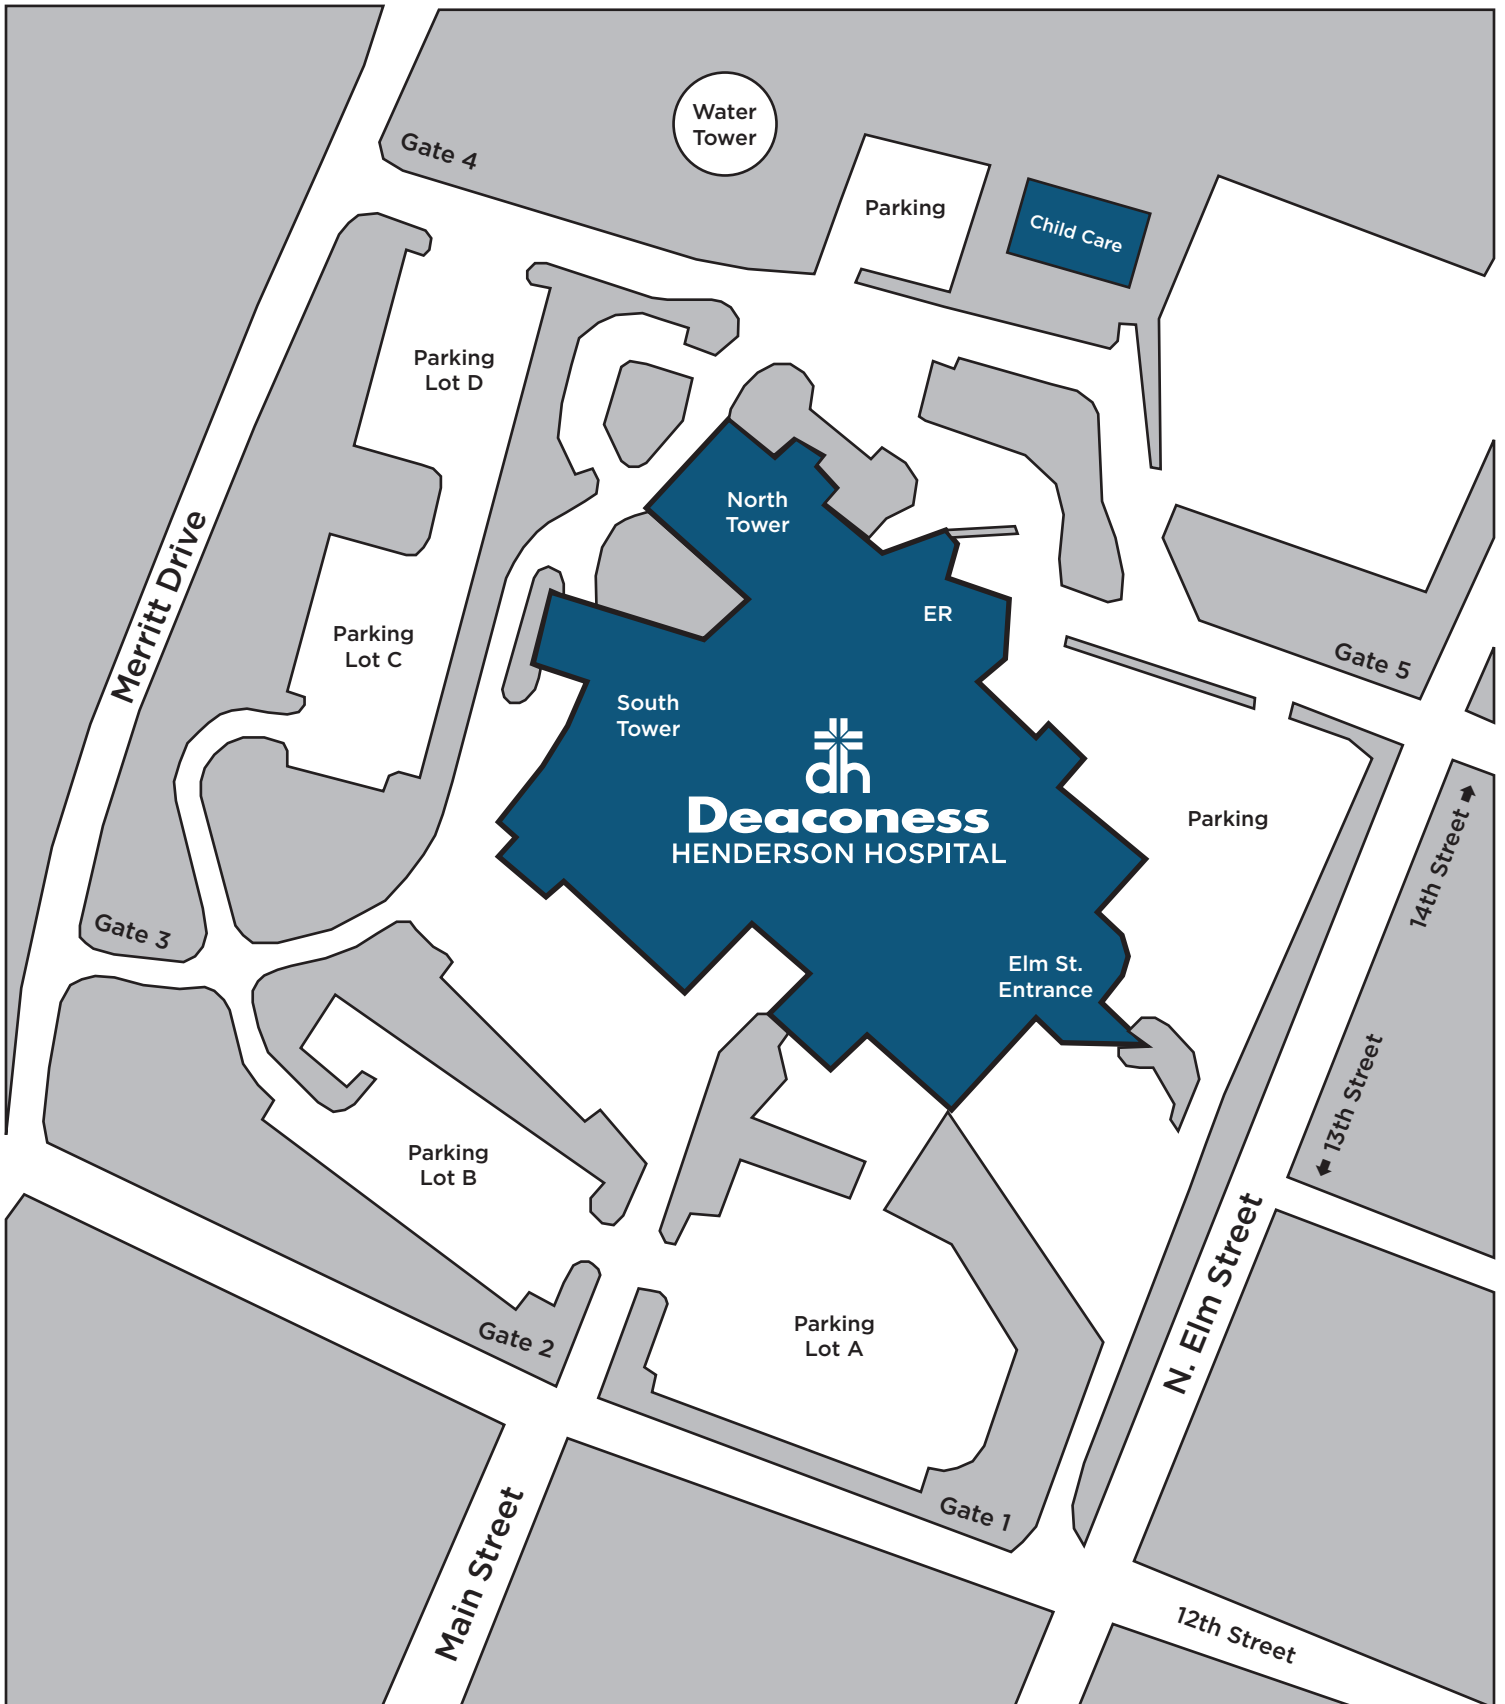 Water
Tower
Gate 4
Parking
Child Care
Parking
Lot D
North
Tower
Merritt Drive
ER
Parking
Lot C
Gate 5
South
Tower
dh
Deaconess
HENDERSON HOSPITAL
Parking
14th Street
Gate 3
Elm St.
Entrance
13th Street
Parking
Lot B
N. Elm Street
Parking
Lot A
Gate 2
Gate 1
Main Street
12th Street